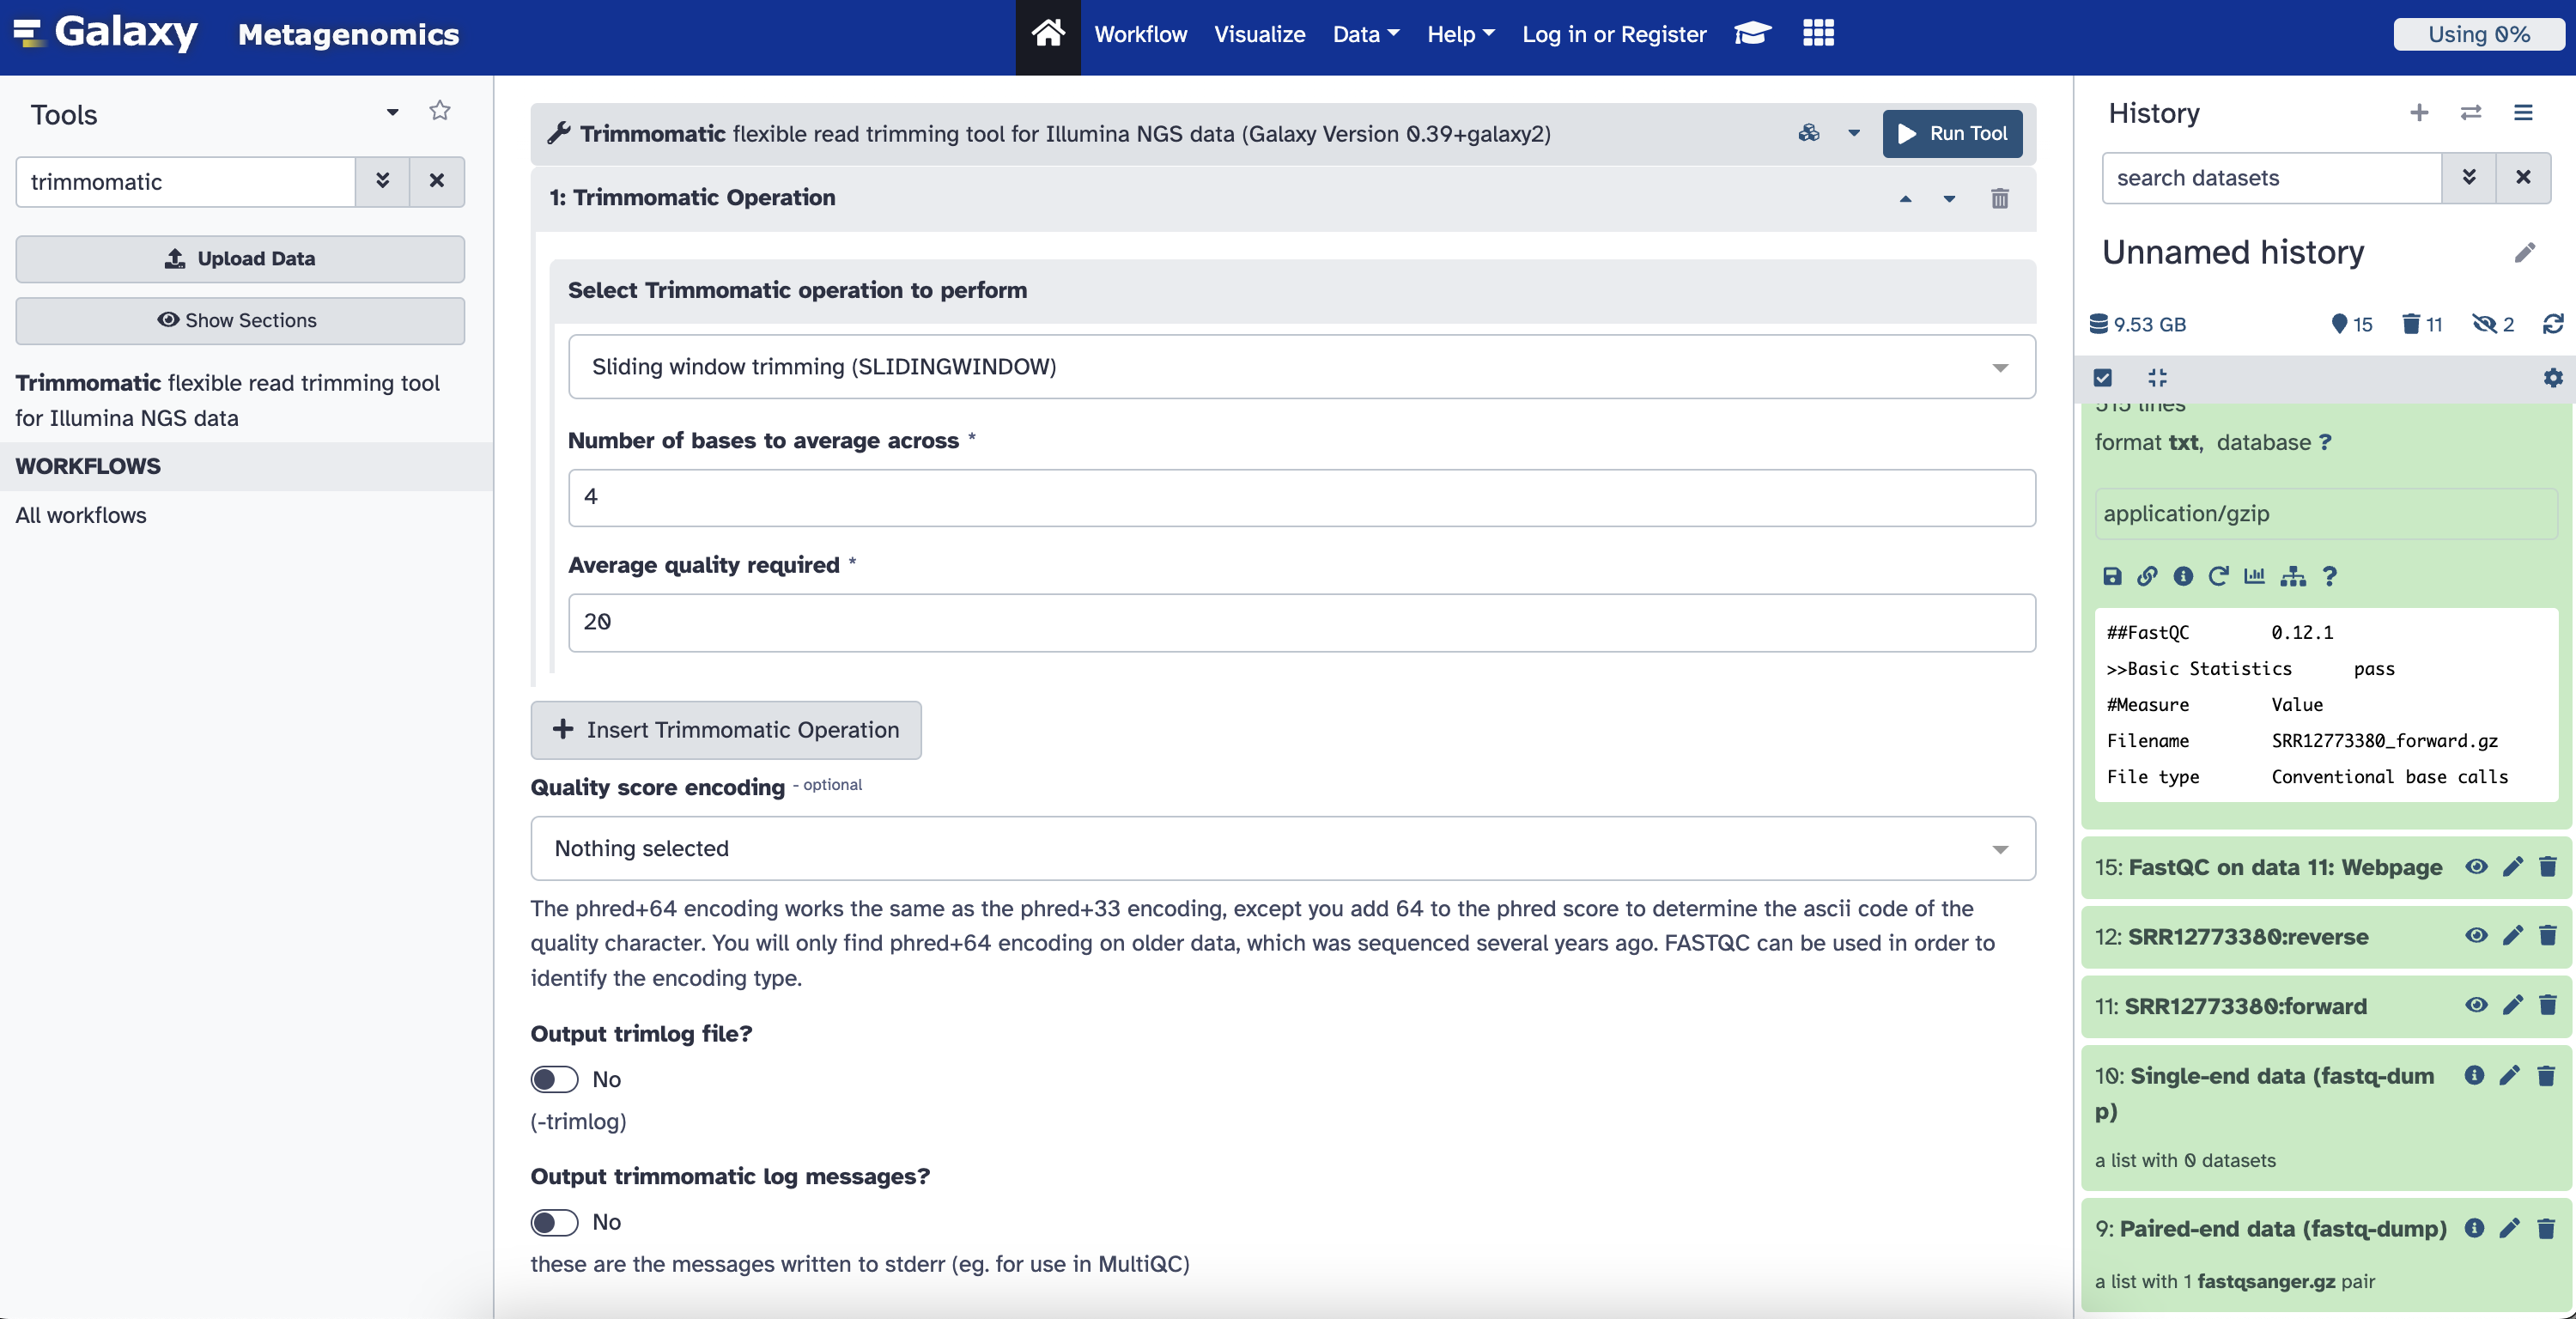 Galaxy Metagenomics Workflow Visualize Data Help Log in or Register Using 0%
Tools
trimmomatic
Upload Data
Show Sections
Trimmomatic flexible read trimming tool
for Illumina NGS data
WORKFLOWS
All workflows
Trimmomatic flexible read trimming tool for Illumina NGS data (Galaxy Version 0.39+galaxy2)
Run Tool
1: Trimmomatic Operation
Select Trimmomatic operation to perform
Sliding window trimming (SLIDINGWINDOW)
Number of bases to average across *
4
Average quality required *
20
Insert Trimmomatic Operation
Quality score encoding - optional
Nothing selected
The phred+64 encoding works the same as the phred+33 encoding, except you add 64 to the phred score to determine the ascii code of the
quality character. You will only find phred+64 encoding on older data, which was sequenced several years ago. FASTQC can be used in order to
identify the encoding type.
Output trimlog file?
No
(-trimlog)
Output trimmomatic log messages?
No
these are the messages written to stderr (eg. for use in MultiQC)
History
search datasets
Unnamed history
9.53 GB 15 11 2
515 lines
format txt, database ?
application/gzip
##FastQC 0.12.1
>>Basic Statistics pass
#Measure Value
Filename SRR12773380_forward.gz
File type Conventional base calls
15: FastQC on data 11: Webpage
12: SRR12773380:reverse
11: SRR12773380:forward
10: Single-end data (fastq-dum
p)
a list with 0 datasets
9: Paired-end data (fastq-dump)
a list with 1 fastqsanger.gz pair